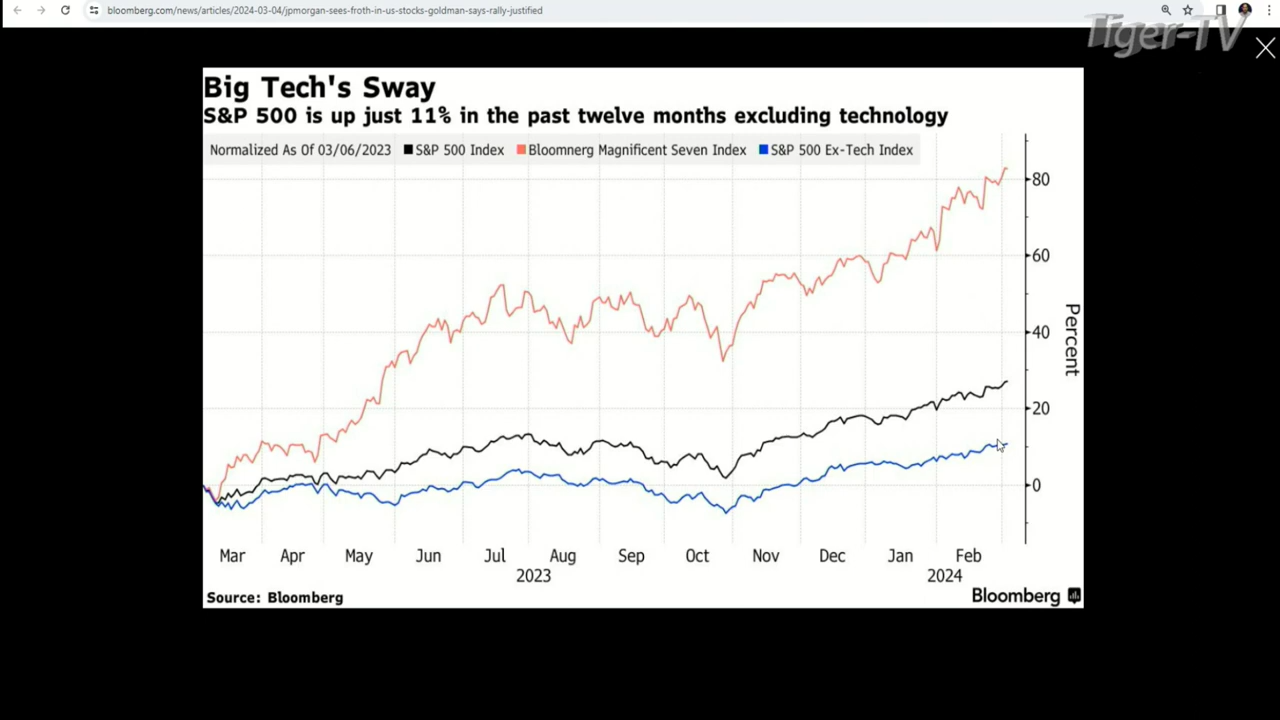 bloomberg.com/news/articles/2024-03-04/jpmorgan-sees-froth-in-us-stocks-goldman-says-rally-justified
Tiger-TV
Big Tech's Sway
S&P 500 is up just 11% in the past twelve months excluding technology
Normalized As Of 03/06/2023 S&P 500 Index Bloomnerg Magnificent Seven Index S&P 500 Ex-Tech Index
80
60
40
20
0
Percent
Mar Apr May Jun Jul Aug Sep Oct Nov Dec Jan Feb
2023 2024
Source: Bloomberg
Bloomberg